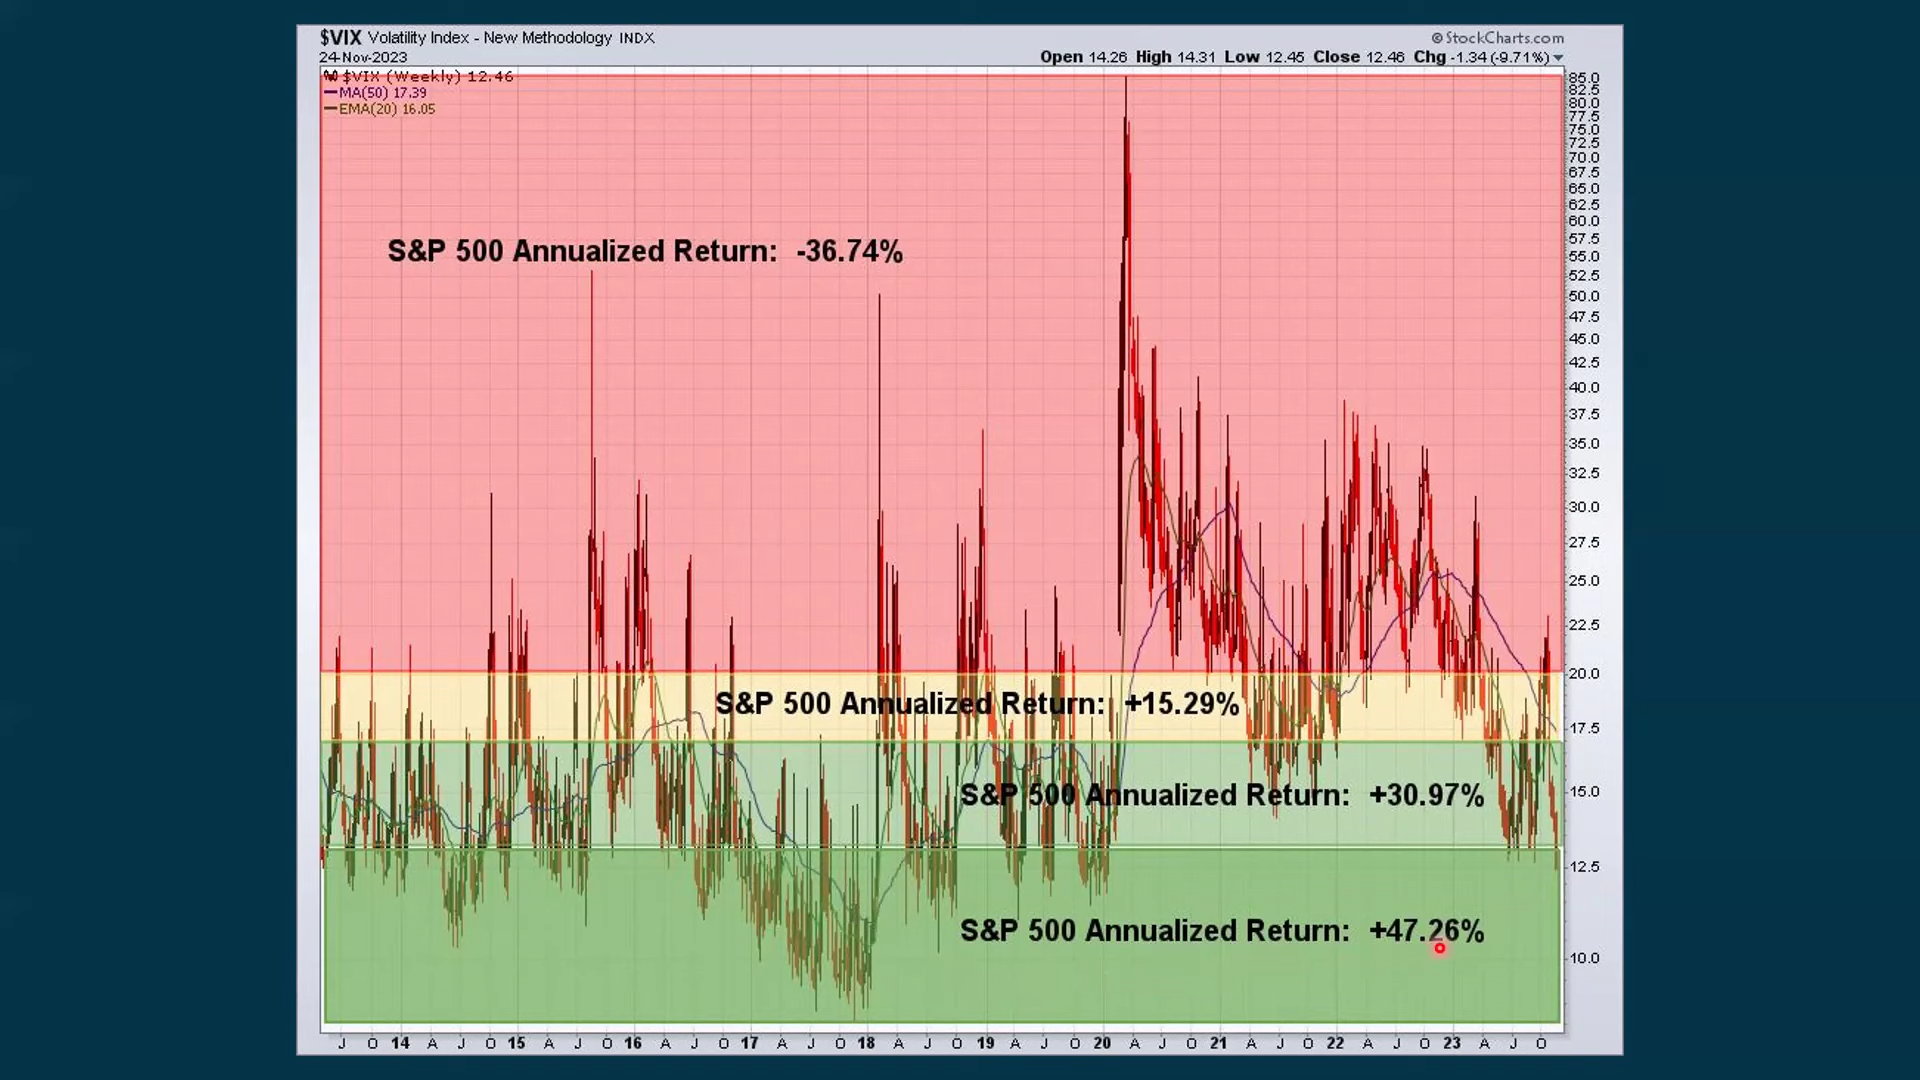 $VIX Volatility Index - New Methodology INDX
© StockCharts.com
24-Nov-2023
Open 14.26 High 14.31 Low 12.45 Close 12.46 Chg -1.34 (-9.71%)
$VIX (Weekly) 12.46
MA(50) 17.39
EMA(20) 16.05
S&P 500 Annualized Return: -36.74%
S&P 500 Annualized Return: +15.29%
S&P 500 Annualized Return: +30.97%
S&P 500 Annualized Return: +47.26%
85.0
82.5
80.0
77.5
75.0
72.5
70.0
67.5
65.0
62.5
60.0
57.5
55.0
52.5
50.0
47.5
45.0
42.5
40.0
37.5
35.0
32.5
30.0
27.5
25.0
22.5
20.0
17.5
15.0
12.5
10.0
J O 14 A J O 15 A J O 16 A J O 17 A J O 18 A J O 19 A J O 20 A J O 21 A J O 22 A J O 23 A J O